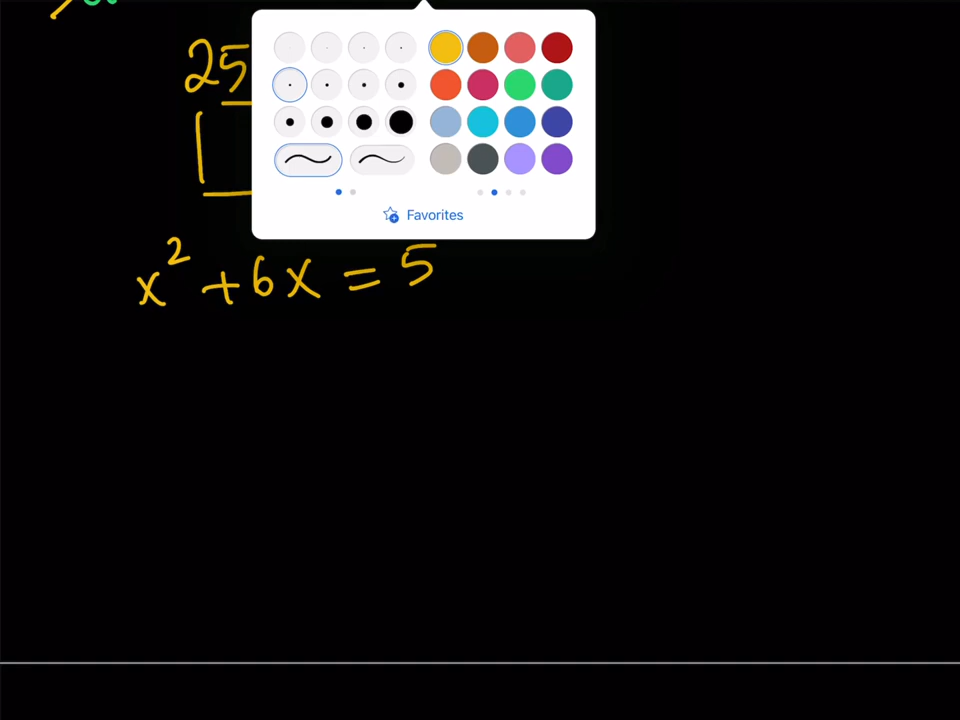 25
Favorites
x² + 6x = 5